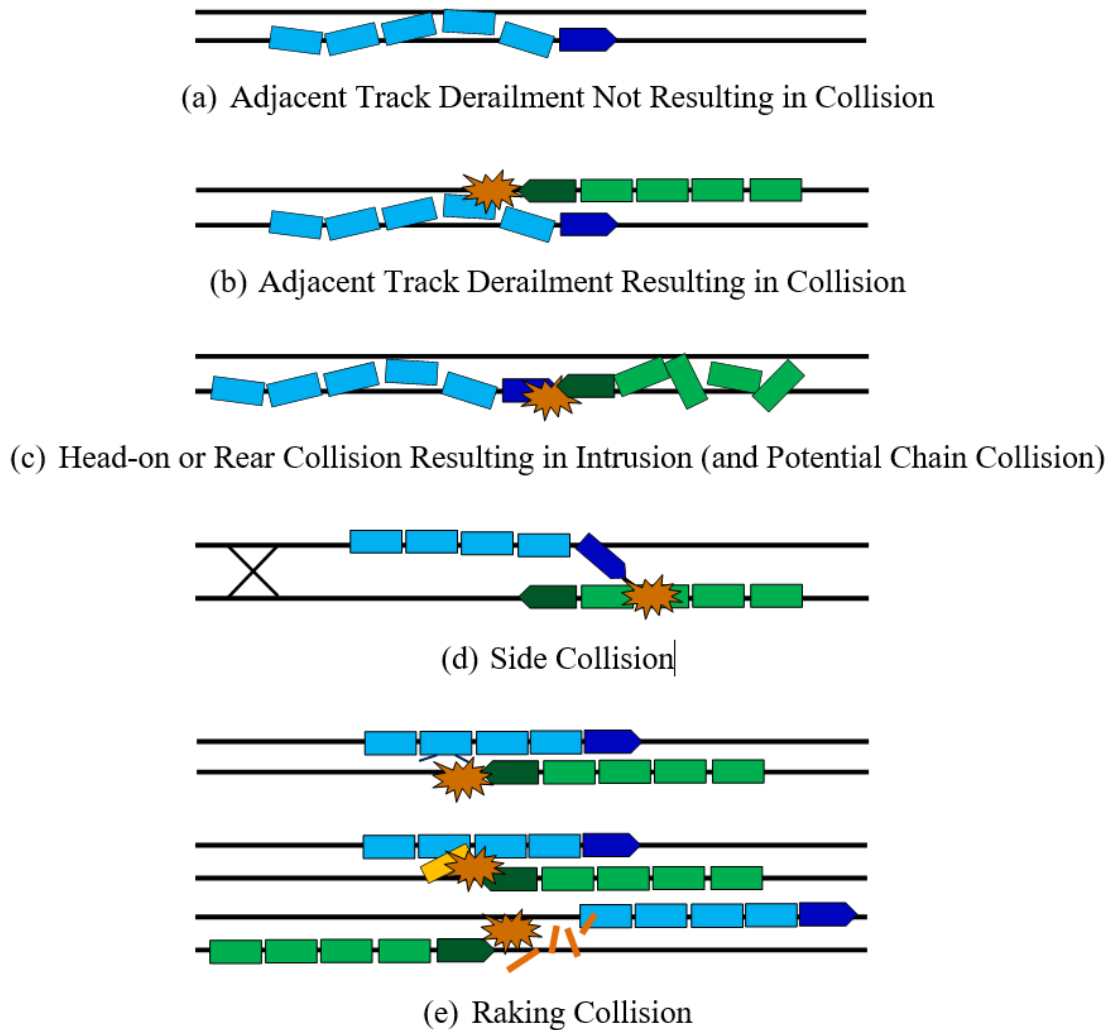 (a) Adjacent Track Derailment Not Resulting in Collision
(b) Adjacent Track Derailment Resulting in Collision
(c) Head-on or Rear Collision Resulting in Intrusion (and Potential Chain Collision)
(d) Side Collision
(e) Raking Collision